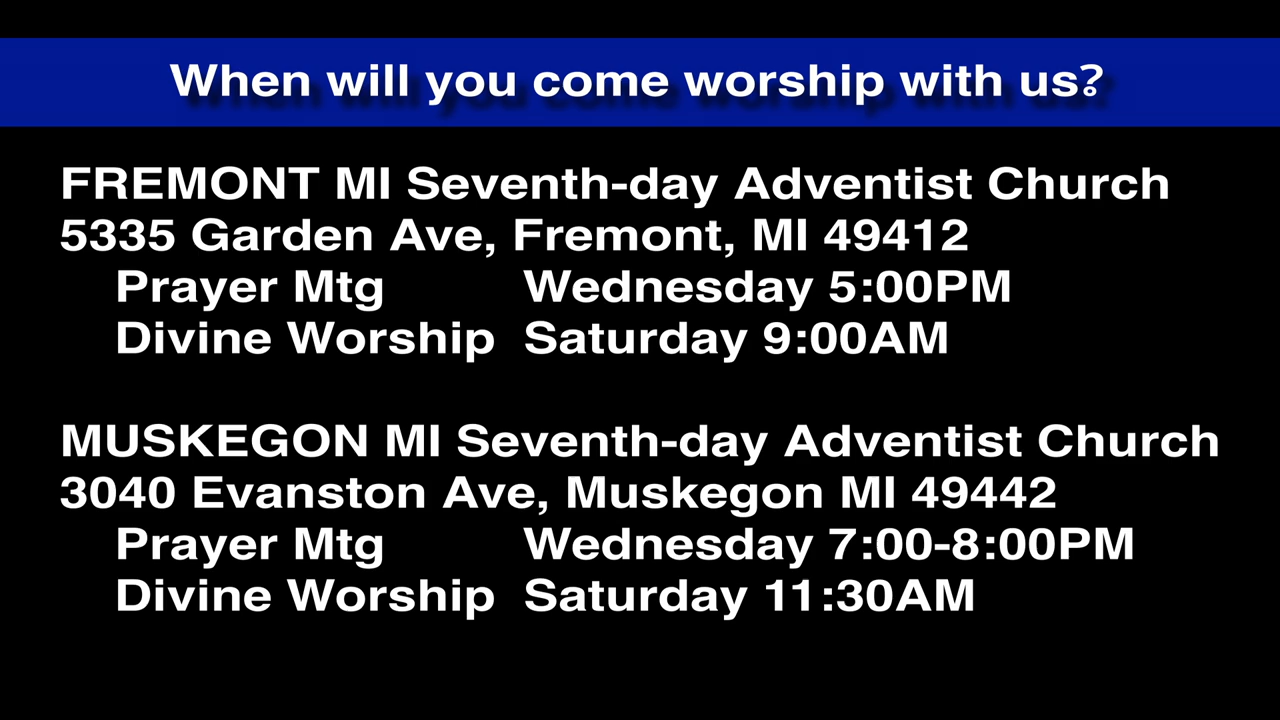 When will you come worship with us?
FREMONT MI Seventh-day Adventist Church
5335 Garden Ave, Fremont, MI 49412
Prayer Mtg Wednesday 5:00PM
Divine Worship Saturday 9:00AM
MUSKEGON MI Seventh-day Adventist Church
3040 Evanston Ave, Muskegon MI 49442
Prayer Mtg Wednesday 7:00-8:00PM
Divine Worship Saturday 11:30AM